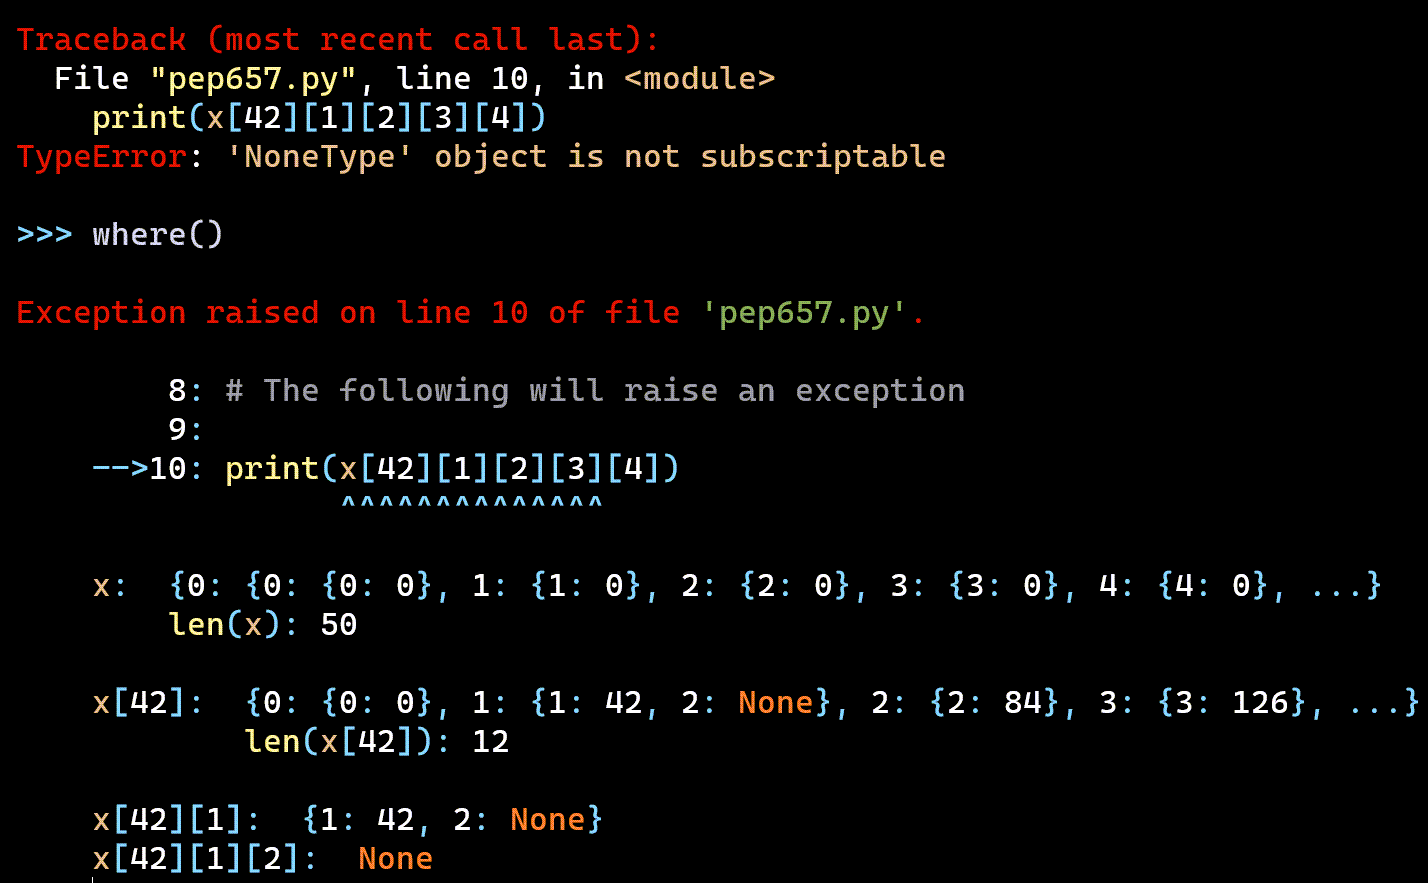 Traceback (most recent call last):
  File "pep657.py", line 10, in <module>
    print(x[42][1][2][3][4])
TypeError: 'NoneType' object is not subscriptable
>>> where()
Exception raised on line 10 of file 'pep657.py'.
        8: # The following will raise an exception
        9:
    -->10: print(x[42][1][2][3][4])
                 ^^^^^^^^^^^^^^
    x:  {0: {0: {0: 0}, 1: {1: 0}, 2: {2: 0}, 3: {3: 0}, 4: {4: 0}, ...}
        len(x): 50
    x[42]:  {0: {0: 0}, 1: {1: 42, 2: None}, 2: {2: 84}, 3: {3: 126}, ...}
            len(x[42]): 12
    x[42][1]:  {1: 42, 2: None}
    x[42][1][2]:  None